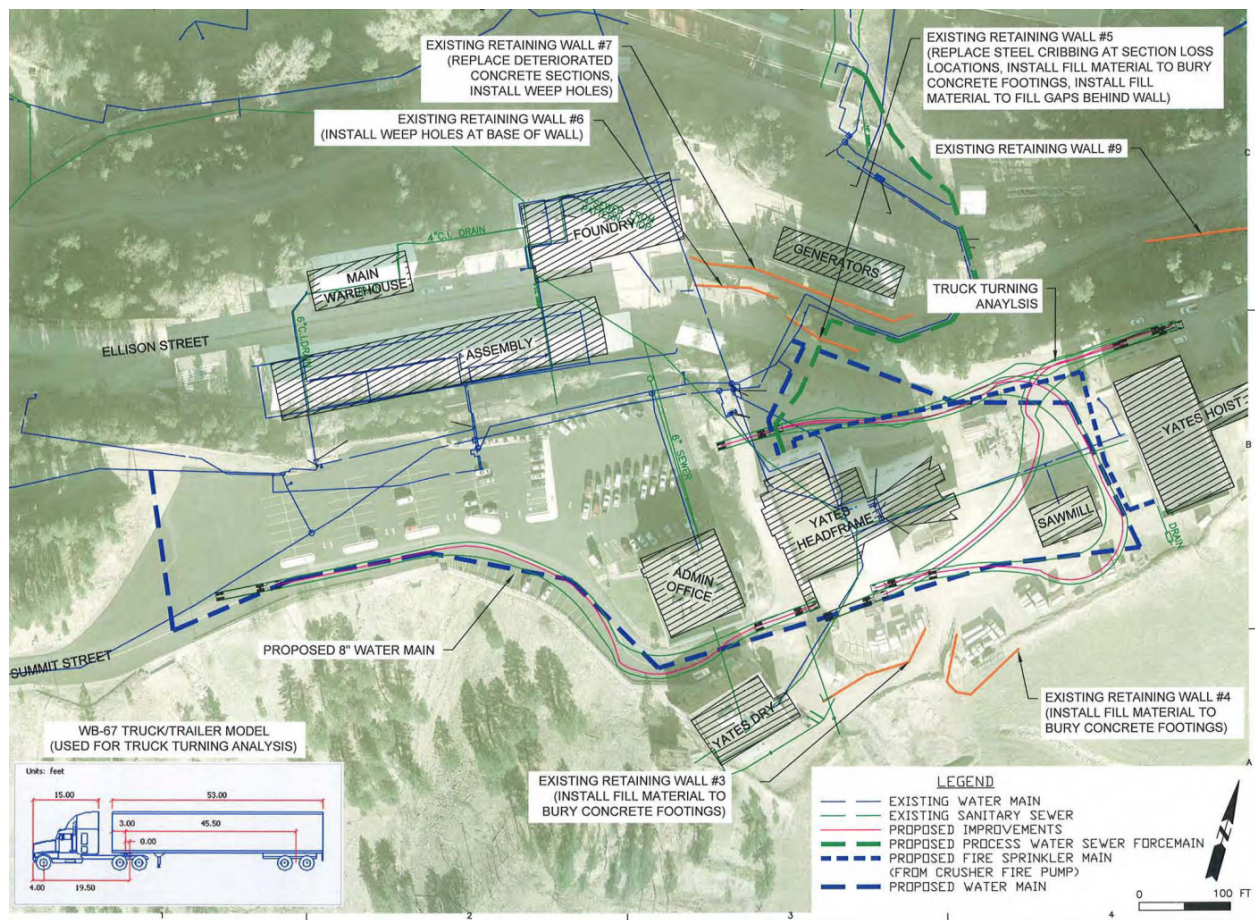 EXISTING RETAINING WALL #7
(REPLACE DETERIORATED
CONCRETE SECTIONS,
INSTALL WEEP HOLES)
EXISTING RETAINING WALL #5
(REPLACE STEEL CRIBBING AT SECTION LOSS
LOCATIONS, INSTALL FILL MATERIAL TO BURY
CONCRETE FOOTINGS, INSTALL FILL
MATERIAL TO FILL GAPS BEHIND WALL)
EXISTING RETAINING WALL #6
(INSTALL WEEP HOLES AT BASE OF WALL)
EXISTING RETAINING WALL #9
C
4"C.I. DRAIN
FOUNDRY
MAIN
WAREHOUSE
GENERATORS
TRUCK TURNING
ANAYLSIS
6"C.I.DRAIN
ELLISON STREET
ASSEMBLY
YATES HOIST
B
6" SEWER
YATES
HEADFRAME
SAWMILL
DRAIN
ADMIN
OFFICE
PROPOSED 8" WATER MAIN
SUMMIT STREET
YATES DRY
EXISTING RETAINING WALL #4
(INSTALL FILL MATERIAL TO
BURY CONCRETE FOOTINGS)
WB-67 TRUCK/TRAILER MODEL
(USED FOR TRUCK TURNING ANALYSIS)
A
EXISTING RETAINING WALL #3
(INSTALL FILL MATERIAL TO
BURY CONCRETE FOOTINGS)
Units: feet
15.00
53.00
3.00
45.50
0.00
4.00
19.50
LEGEND
EXISTING WATER MAIN
EXISTING SANITARY SEWER
PROPOSED IMPROVEMENTS
PROPOSED PROCESS WATER SEWER FORCEMAIN
PROPOSED FIRE SPRINKLER MAIN
(FROM CRUSHER FIRE PUMP)
PROPOSED WATER MAIN
N
0 100 FT
1 2 3 4